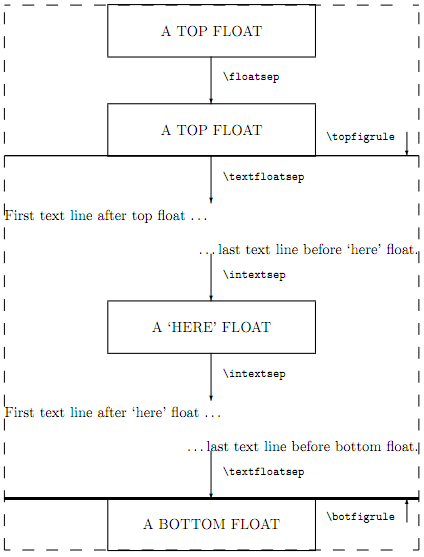 A TOP FLOAT
\floatsep
A TOP FLOAT
\topfigrule
\textfloatsep
First text line after top float ...
...last text line before ‘here’ float.
\intextsep
A ‘HERE’ FLOAT
\intextsep
First text line after ‘here’ float ...
...last text line before bottom float.
\textfloatsep
\botfigrule
A BOTTOM FLOAT